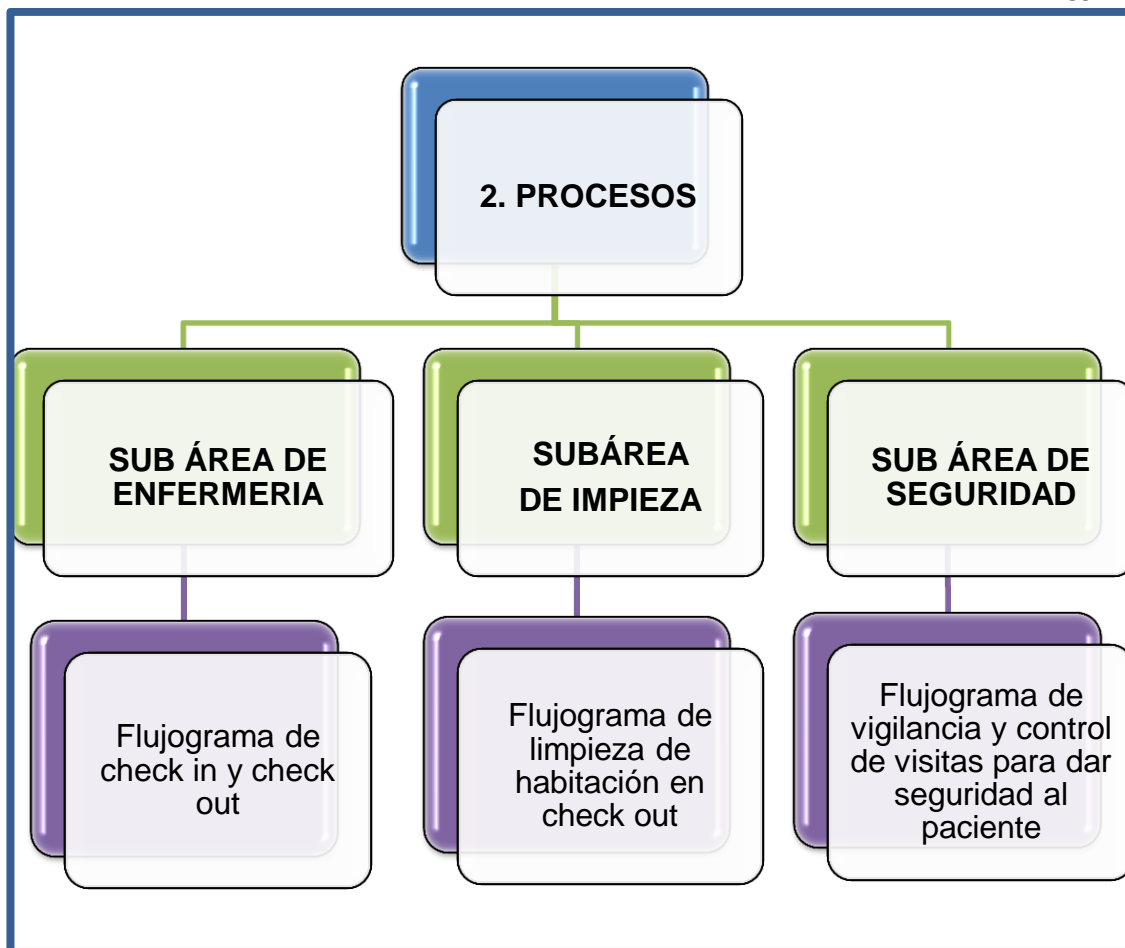 2. PROCESOS
SUB ÁREA DE
ENFERMERIA
SUBÁREA
DE IMPIEZA
SUB ÁREA DE
SEGURIDAD
Flujograma de
check in y check
out
Flujograma de
limpieza de
habitación en
check out
Flujograma de
vigilancia y control
de visitas para dar
seguridad al
paciente